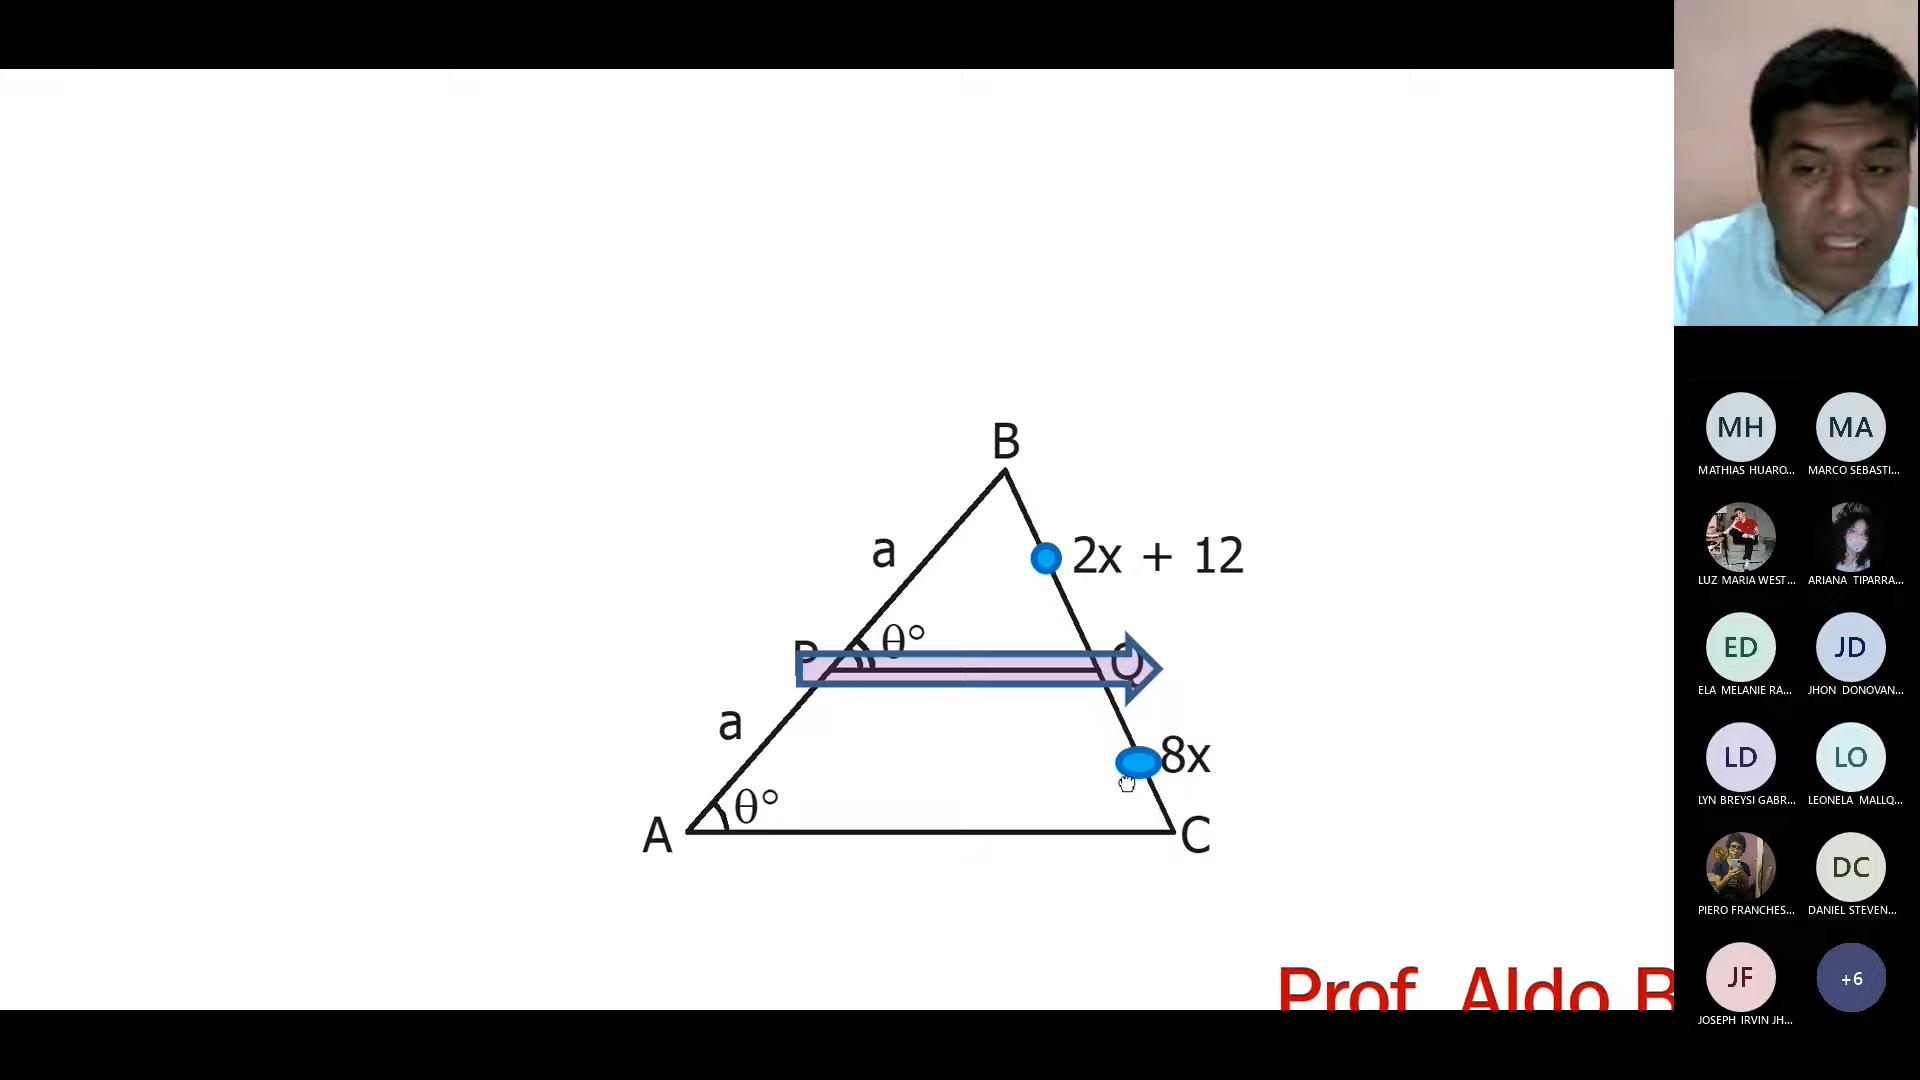 B
a
2x + 12
θ°
P
Q
a
8x
θ°
A
C
Prof. Aldo B
MH
MATHIAS HUARO...
MA
MARCO SEBASTI...
LUZ MARIA WEST...
ARIANA TIPARRA...
ED
ELA MELANIE RA...
JD
JHON DONOVAN...
LD
LYN BREYSI GABR...
LO
LEONELA MALLQ...
PIERO FRANCHES...
DC
DANIEL STEVEN...
JF
JOSEPH IRVIN JH...
+6